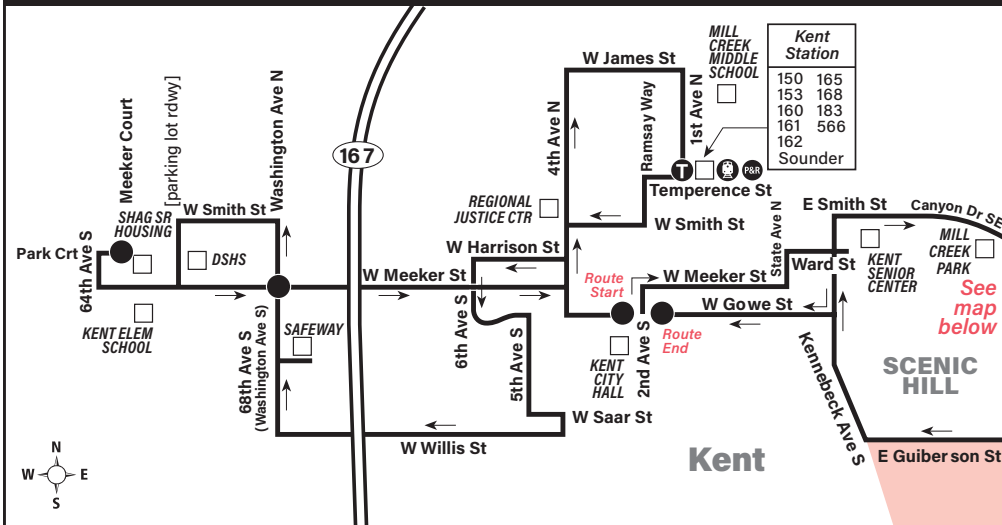 MILL
CREEK
MIDDLE
SCHOOL
Kent
Station
150 165
153 168
160 183
161 566
162
Sounder
W James St
Ramsay Way
1st Ave N
4th Ave N
T
P&R
Temperence St
167
Meeker Court
[parking lot rdwy]
Washington Ave N
SHAG SR
HOUSING
W Smith St
Park Crt
DSHS
64th Ave S
KENT ELEM
SCHOOL
REGIONAL
JUSTICE CTR
W Smith St
W Harrison St
W Meeker St
Route
Start
W Meeker St
State Ave N
E Smith St
Canyon Dr SE
Ward St
KENT
SENIOR
CENTER
MILL
CREEK
PARK
See
map
below
W Gowe St
Route
End
68th Ave S
(Washington Ave S)
SAFEWAY
6th Ave S
5th Ave S
KENT
CITY
HALL
2nd Ave S
Kennebeck Ave S
SCENIC
HILL
W Saar St
W Willis St
Kent
E Guiber son St
N
W E
S